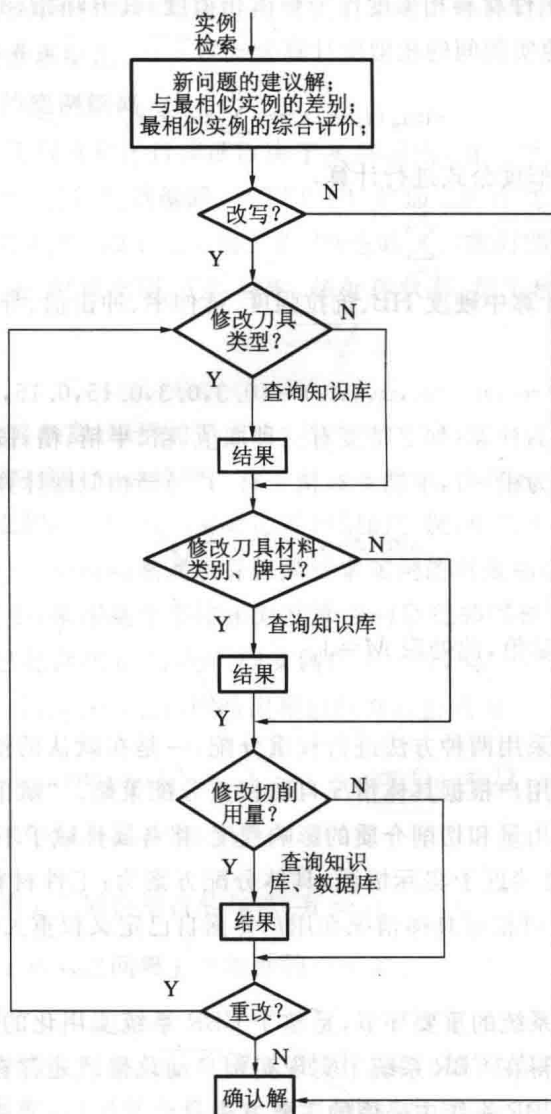 实例
检索
新问题的建议解;
与最相似实例的差别;
最相似实例的综合评价;
改写?
N
Y
修改刀具
类型?
N
Y
查询知识库
结果
修改刀具材料
类别、牌号?
N
Y
查询知识库
结果
Y
修改切削
用量?
N
Y
查询知识
库,数据库
结果
Y
重改?
N
确认解